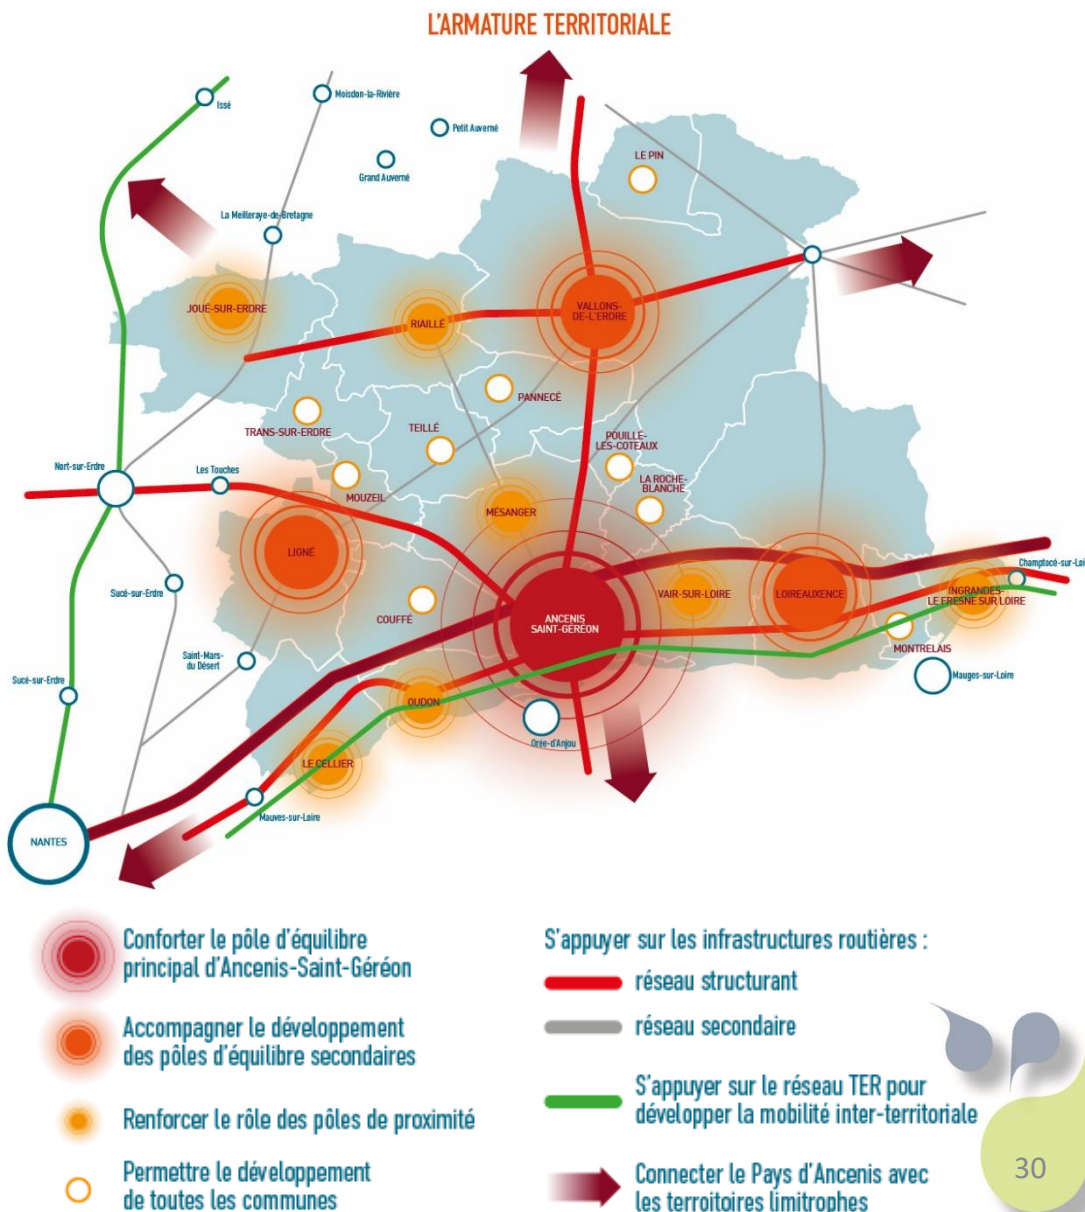 L'ARMATURE TERRITORIALE
Issé
Moisdon-la-Rivière
Petit Auverné
Grand Auverné
LE PIN
La Meilleraye-de-Bretagne
JOUÉ-SUR-ERDRE
RIAILLÉ
VALLONS-
DE-L'ERDRE
PANNECÉ
TRANS-SUR-ERDRE
TEILLÉ
POUILLÉ-
LES-COTEAUX
Nort-sur-Erdre
Les Touches
MOUZEIL
LA ROCHE-
BLANCHE
MÉSANGER
LIGNÉ
Champtocé-sur-Loi
Sucé-sur-Erdre
COUFFÉ
ANCENIS
SAINT-GÉRÉON
VAIR-SUR-LOIRE
LOIREAUXENCE
INGRANDES-
LE FRESNE SUR LOIRE
MONTRELAIS
Saint-Mars-
du Désert
Mauges-sur-Loire
Sucé-sur-Erdre
OUDON
Orée-d'Anjou
LE CELLIER
Mauves-sur-Loire
NANTES
Conforter le pôle d'équilibre
principal d'Ancenis-Saint-Géréon
Accompagner le développement
des pôles d'équilibre secondaires
Renforcer le rôle des pôles de proximité
Permettre le développement
de toutes les communes
S'appuyer sur les infrastructures routières :
réseau structurant
réseau secondaire
S'appuyer sur le réseau TER pour
développer la mobilité inter-territoriale
Connecter le Pays d'Ancenis avec
les terroitoires limitrophes
30